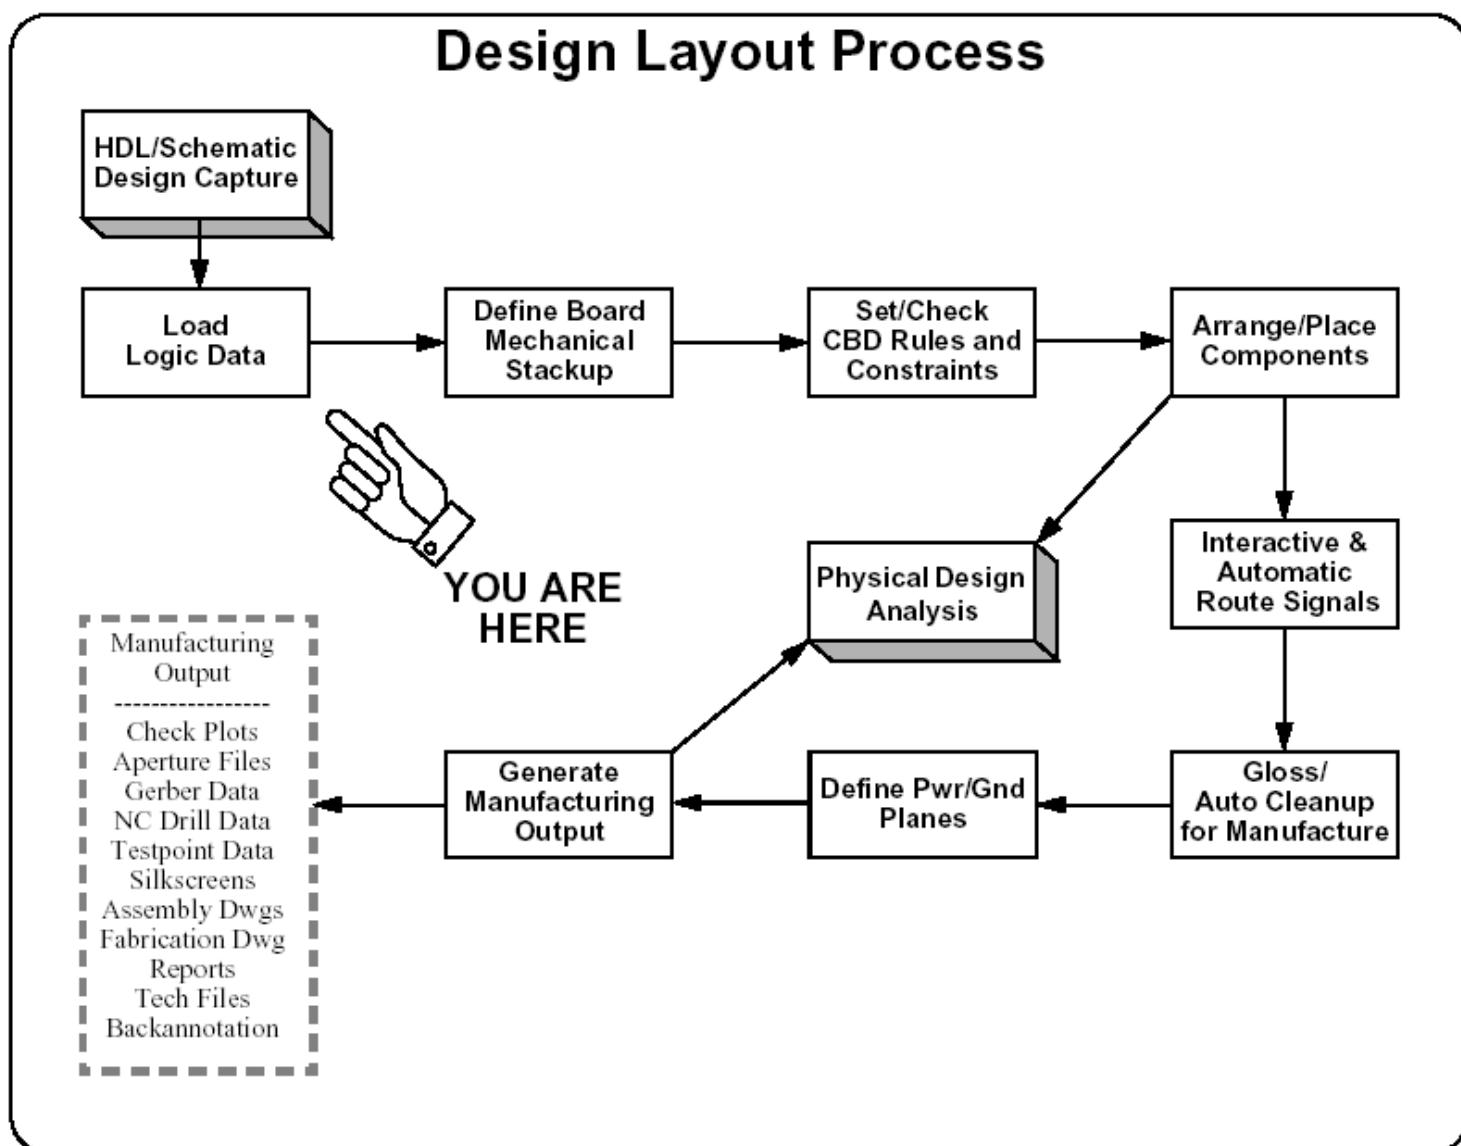 Design Layout Process
HDL/Schematic
Design Capture
Load
Logic Data
Define Board
Mechanical
Stackup
Set/Check
CBD Rules and
Constraints
Arrange/Place
Components
YOU ARE
HERE
Physical Design
Analysis
Interactive &
Automatic
Route Signals
Gloss/
Auto Cleanup
for Manufacture
Define Pwr/Gnd
Planes
Generate
Manufacturing
Output
Manufacturing
Output
-----------------
Check Plots
Aperture Files
Gerber Data
NC Drill Data
Testpoint Data
Silkscreens
Assembly Dwgs
Fabrication Dwg
Reports
Tech Files
Backannotation